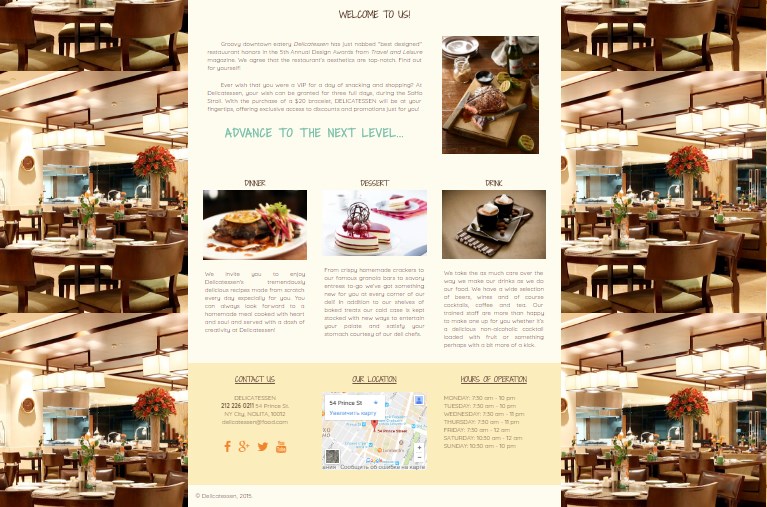 WELCOME TO US!
Groovy downtown eatery Delicatessen has just nabbed "best designed"
restaurant honors in the 5th Annual Design Awards from Travel and Leisure
magazine. We agree that the restaurant's aesthetics are top-notch. Find out
for yourself!
Ever wish that you were a VIP for a day of snacking and shopping? At
Delicatessen, your wish can be granted for three full days, during the SoHo
Stroll. With the purchase of a $20 bracelet, DELICATESSEN will be at your
fingertips, offering exclusive access to discounts and promotions just for you!
ADVANCE TO THE NEXT LEVEL...
DINNER
We invite you to enjoy
Delicatessen's tremendously
delicious recipes made from scratch
every day especially for you. You
can always look forward to a
homemade meal cooked with heart
and soul and served with a dash of
creativity at Delicatessen!
DESSERT
From crispy homemade crackers to
our famous granola bars to savory
entrees to-go we've got something
new for you at every corner of our
deli! In addition to our shelves of
baked treats our cold case is kept
stocked with new ways to entertain
your palate and satisfy your
stomach courtesy of our deli chefs.
DRINK
We take the as much care over the
way we make our drinks as we do
our food. We have a wide selection
of beers, wines and of course
cocktails, coffee and tea. Our
trained staff are more than happy
to make one up for you whether it's
a delicious non-alcoholic cocktail
loaded with fruit or something
perhaps with a bit more of a kick.
CONTACT US
DELICATESSEN
212 226 0211 54 Prince St.
NY City, NOLITA, 10012
delicatessen@food.com
OUR LOCATION
54 Prince St
Увеличить карту
54 Prince Street
Сообщить об ошибке на карте
HOURS OF OPERATION
MONDAY: 7:30 am - 10 pm
TUESDAY: 7:30 am - 10 pm
WEDNESDAY: 7:30 am - 11 pm
THURSDAY: 7:30 am - 11 pm
FRIDAY: 7:30 am - 12 am
SATURDAY: 10:30 am - 12 am
SUNDAY: 10:30 am - 10 pm
© Delicatessen, 2015.